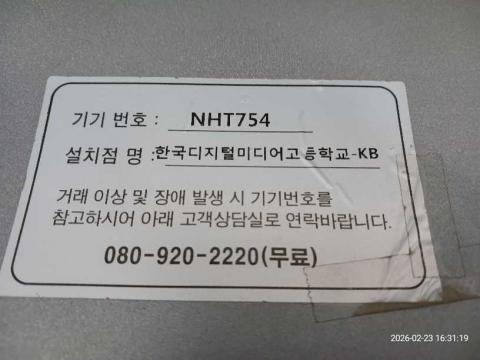 기기 번호 : NHT754
설치점 명 : 한국디지털미디어고등학교-KB
거래 이상 및 장애 발생 시 기기번호를
참고하시어 아래 고객상담실로 연락바랍니다.
080-920-2220(무료)
2026-02-23 16:31:19